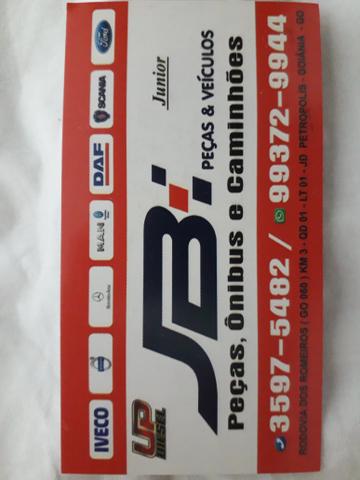 IVECO VOLVO Mercedes-Benz MAN DAF SCANIA Ford
UP DIESEL
Junior
JB
PEÇAS & VEÍCULOS
Peças, Ônibus e Caminhões
3597-5482 / 99372-9944
RODOVIA DOS ROMEIROS ( GO 060 ) KM 3 - QD 01 - LT 01 - JD PETROPOLIS - GOIÂNIA - GO